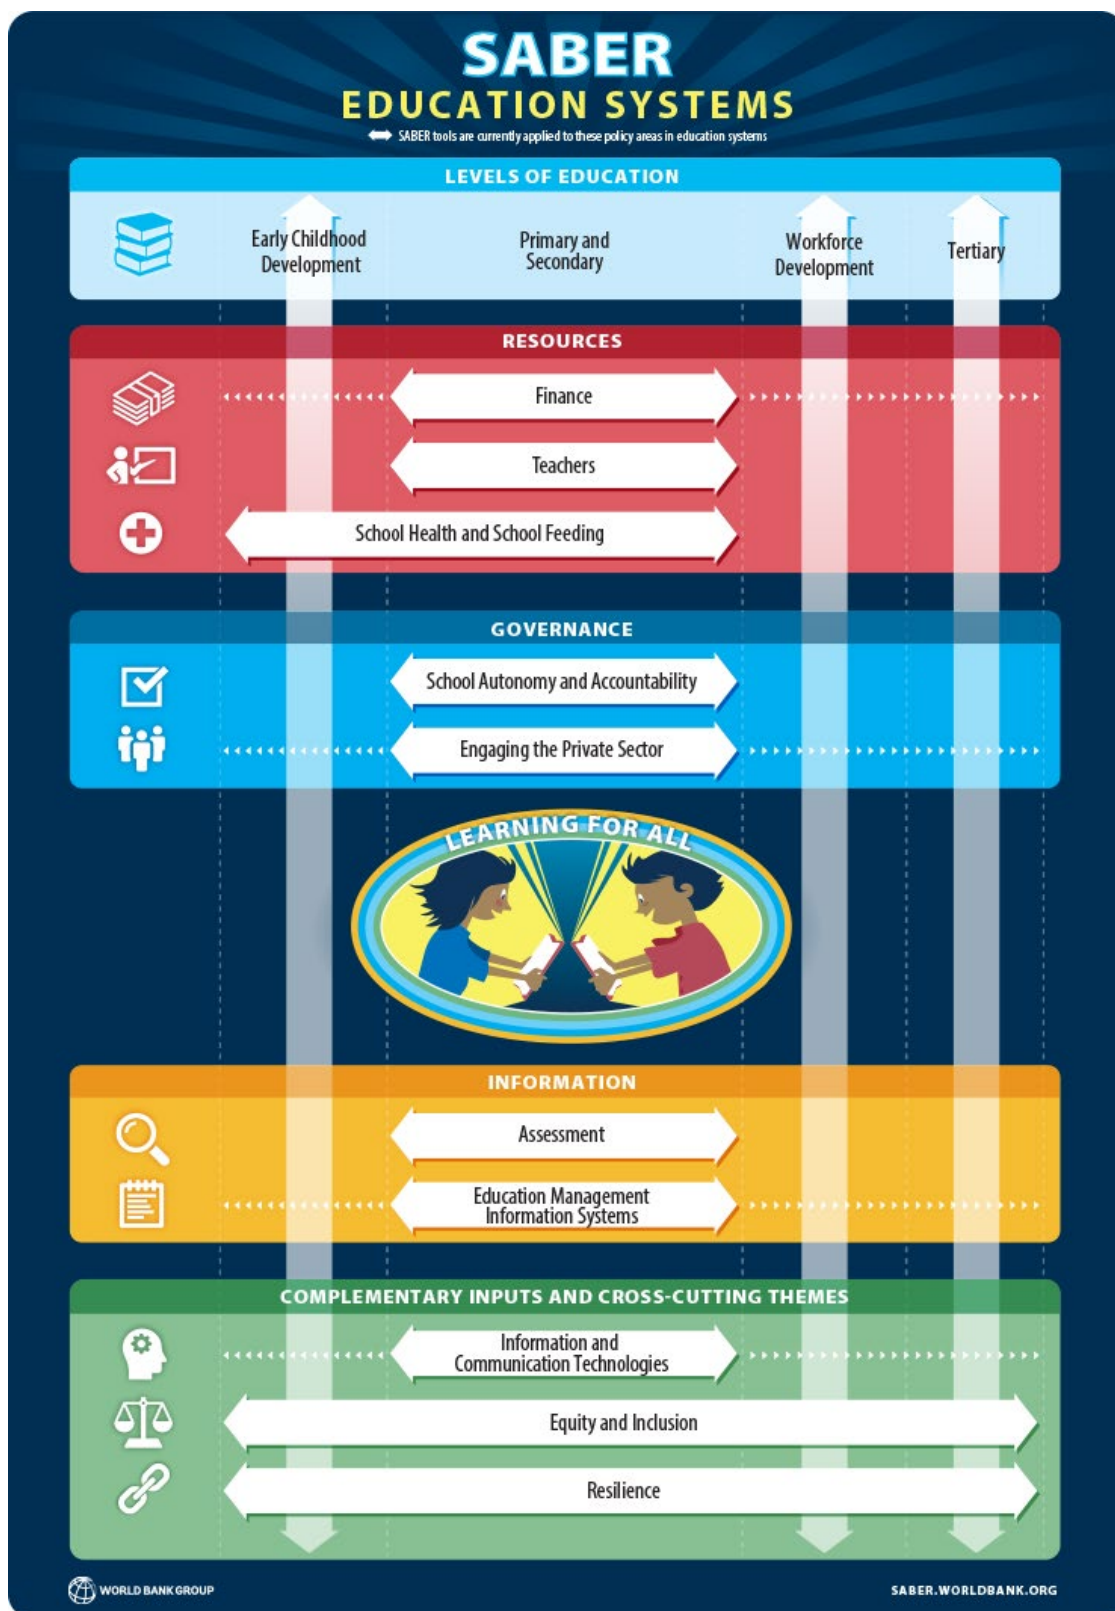 SABER
EDUCATION SYSTEMS
SABER tools are currently applied to these policy areas in education systems
LEVELS OF EDUCATION
Early Childhood
Development
Primary and
Secondary
Workforce
Development
Tertiary
RESOURCES
Finance
Teachers
School Health and School Feeding
GOVERNANCE
School Autonomy and Accountability
Engaging the Private Sector
LEARNING FOR ALL
INFORMATION
Assessment
Education Management
Information Systems
COMPLEMENTARY INPUTS AND CROSS-CUTTING THEMES
Information and
Communication Technologies
Equity and Inclusion
Resilience
WORLD BANK GROUP
SABER.WORLDBANK.ORG